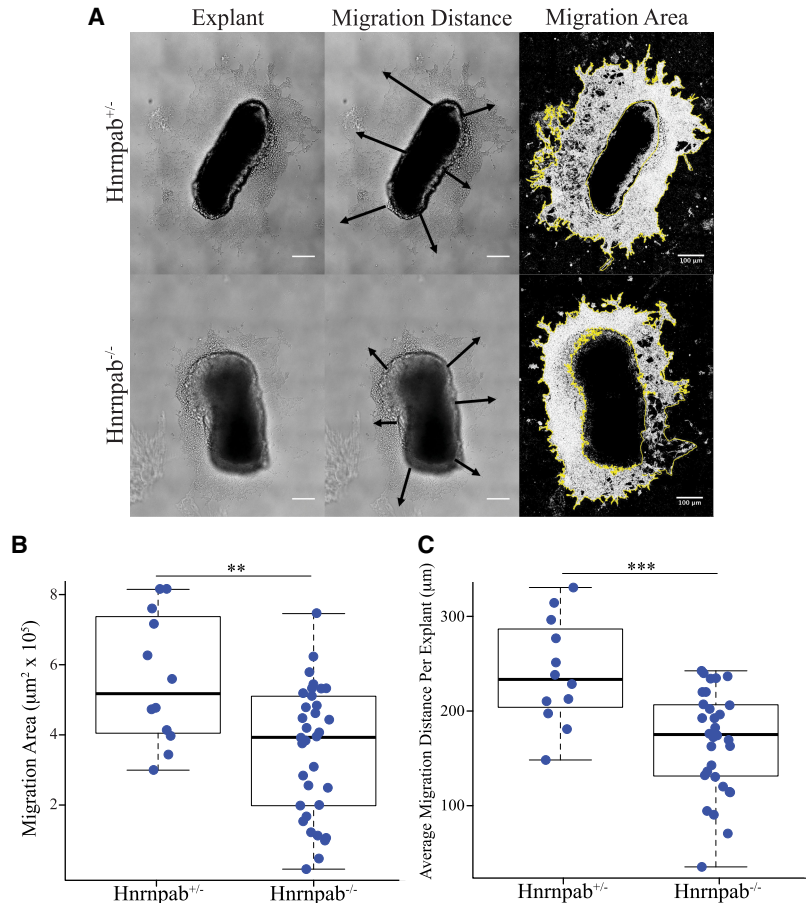 A
Explant Migration Distance Migration Area
Hnrnpab+/-
100 µm
Hnrnpab-/-
100 µm
B
**
Migration Area (µm² x 10⁵)
8
6
4
2
Hnrnpab+/- Hnrnpab-/-
C
***
Average Migration Distance Per Explant (µm)
300
200
100
Hnrnpab+/- Hnrnpab-/-